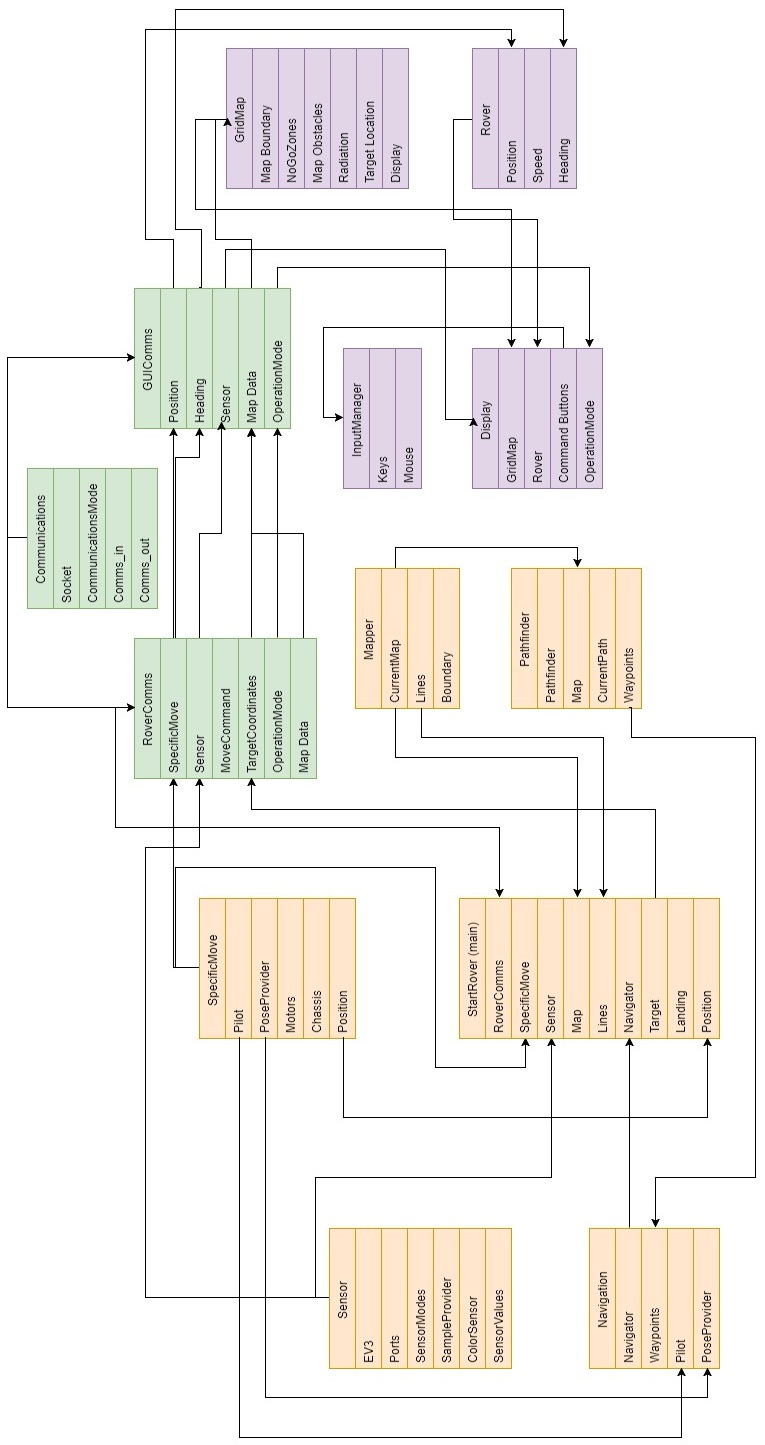 Sensor
EV3
Ports
SensorModes
SampleProvider
ColorSensor
SensorValues
Navigation
Navigator
Waypoints
Pilot
PoseProvider
SpecificMove
Pilot
PoseProvider
Motors
Chassis
Position
StartRover (main)
RoverComms
SpecificMove
Sensor
Map
Lines
Navigator
Target
Landing
Position
RoverComms
SpecificMove
Sensor
MoveCommand
TargetCoordinates
OperationMode
Map Data
Mapper
CurrentMap
Lines
Boundary
Pathfinder
Pathfinder
Map
CurrentPath
Waypoints
Communications
Socket
CommunicationsMode
Comms_in
Comms_out
GUIComms
Position
Heading
Sensor
Map Data
OperationMode
InputManager
Keys
Mouse
Display
GridMap
Rover
Command Buttons
OperationMode
GridMap
Map Boundary
NoGoZones
Map Obstacles
Radiation
Target Location
Display
Rover
Position
Speed
Heading